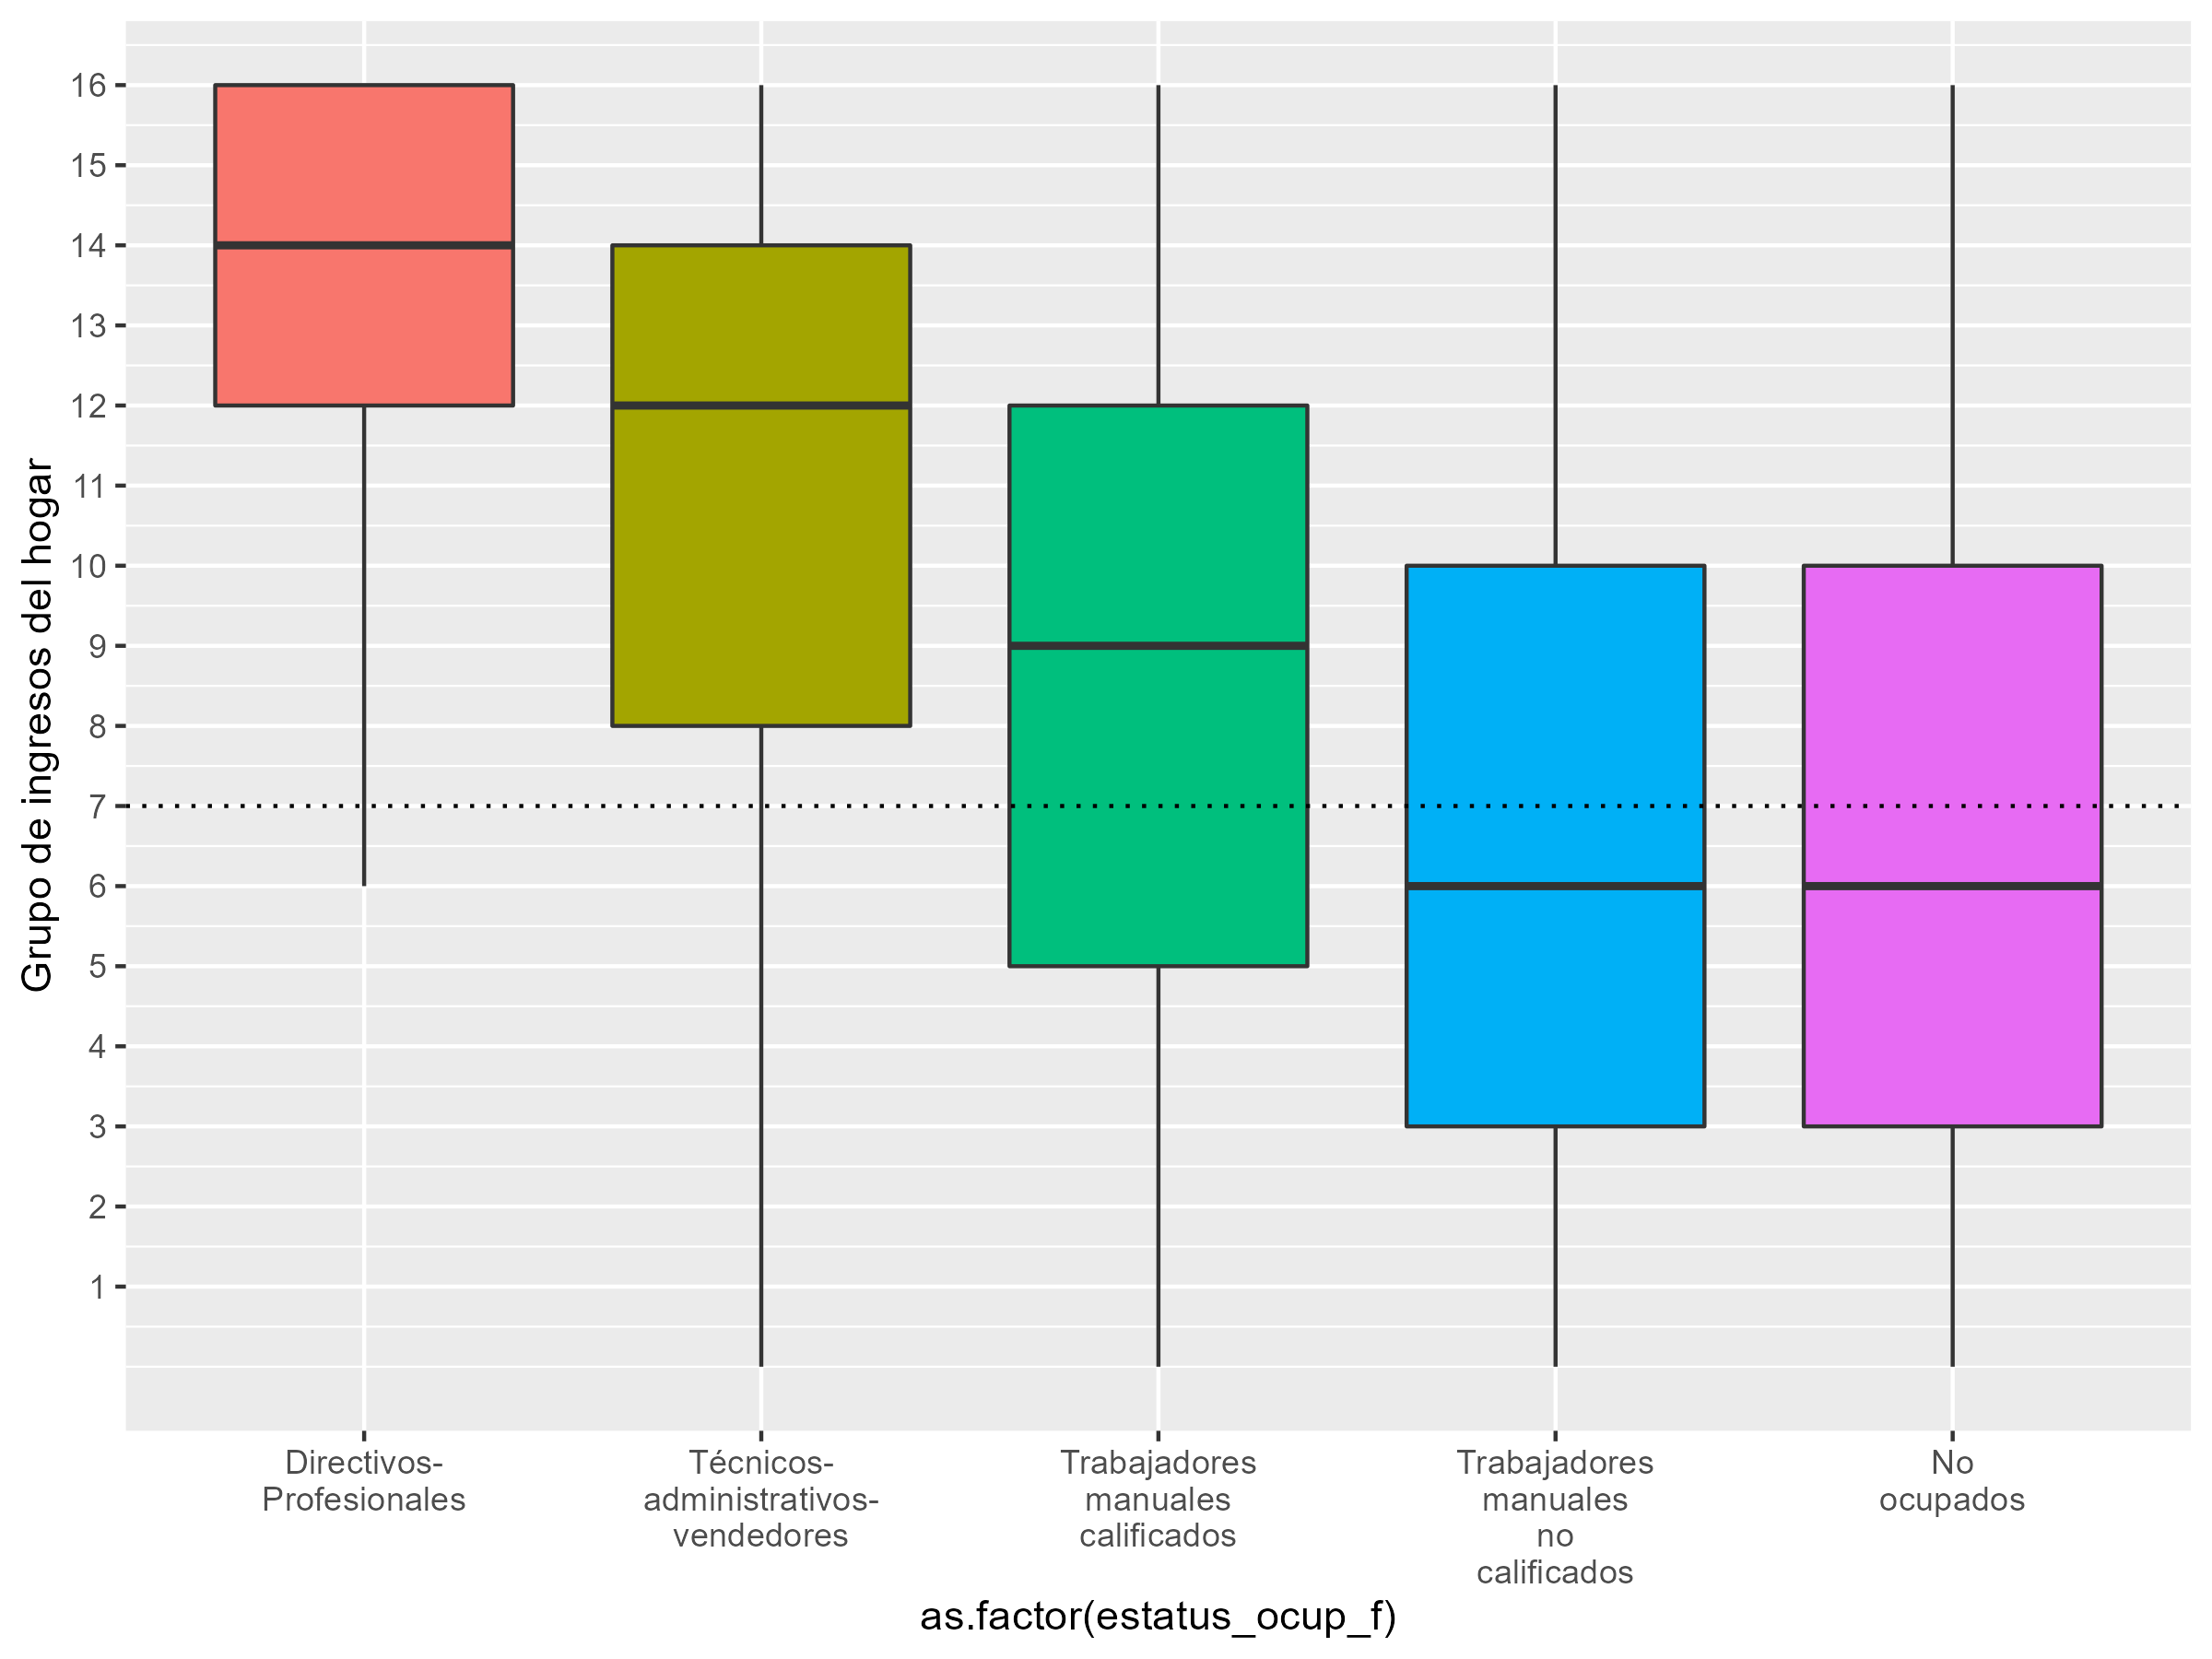 Grupo de ingresos del hogar
16
15
14
13
12
11
10
9
8
7
6
5
4
3
2
1
Directivos-
Profesionales
Técnicos-
administrativos-
vendedores
Trabajadores
manuales
calificados
Trabajadores
manuales
no
calificados
No
ocupados
as.factor(estatus_ocup_f)